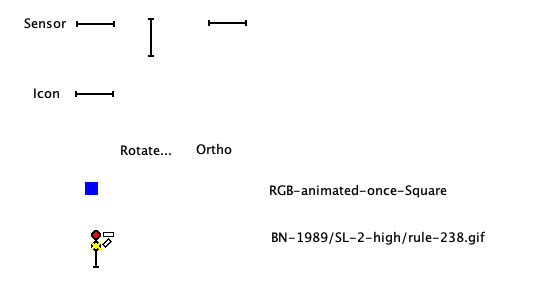 Sensor
Icon
Rotate... Ortho
RGB-animated-once-Square
BN-1989/SL-2-high/rule-238.gif